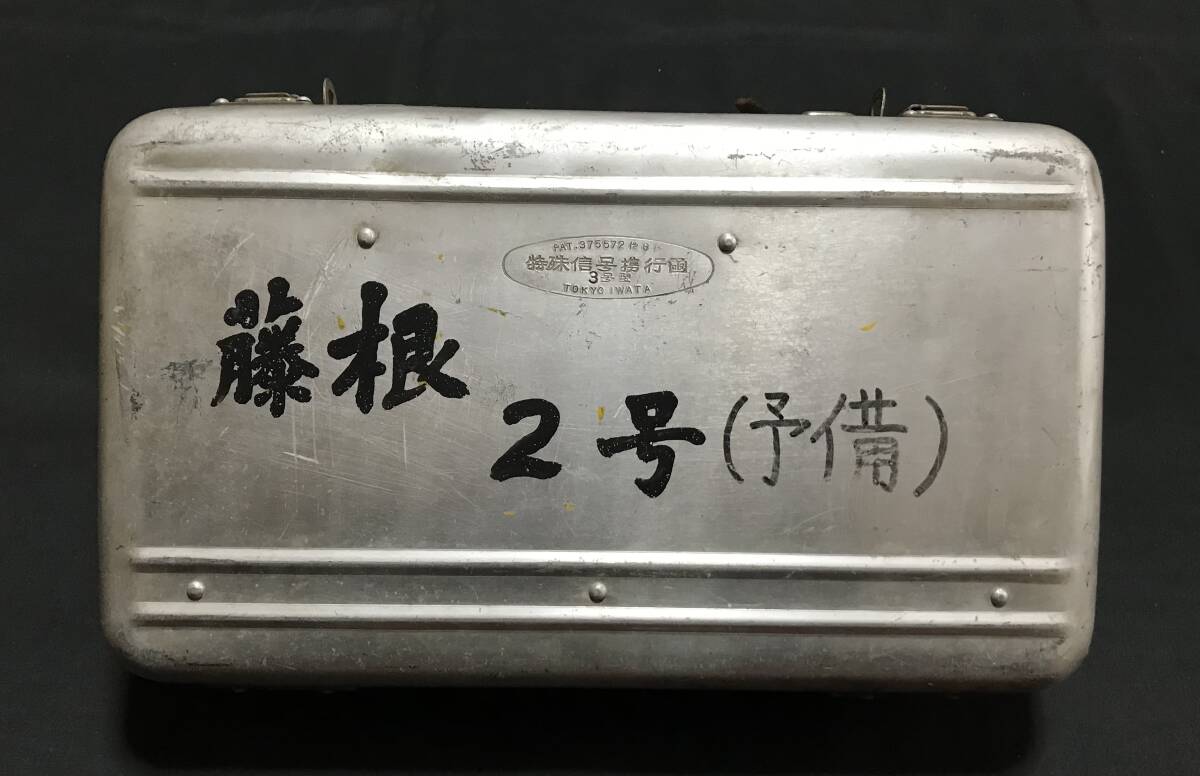 PAT.375572
特殊信号携行函
3号型
TOKYO IWATA
藤根
2号(予備)